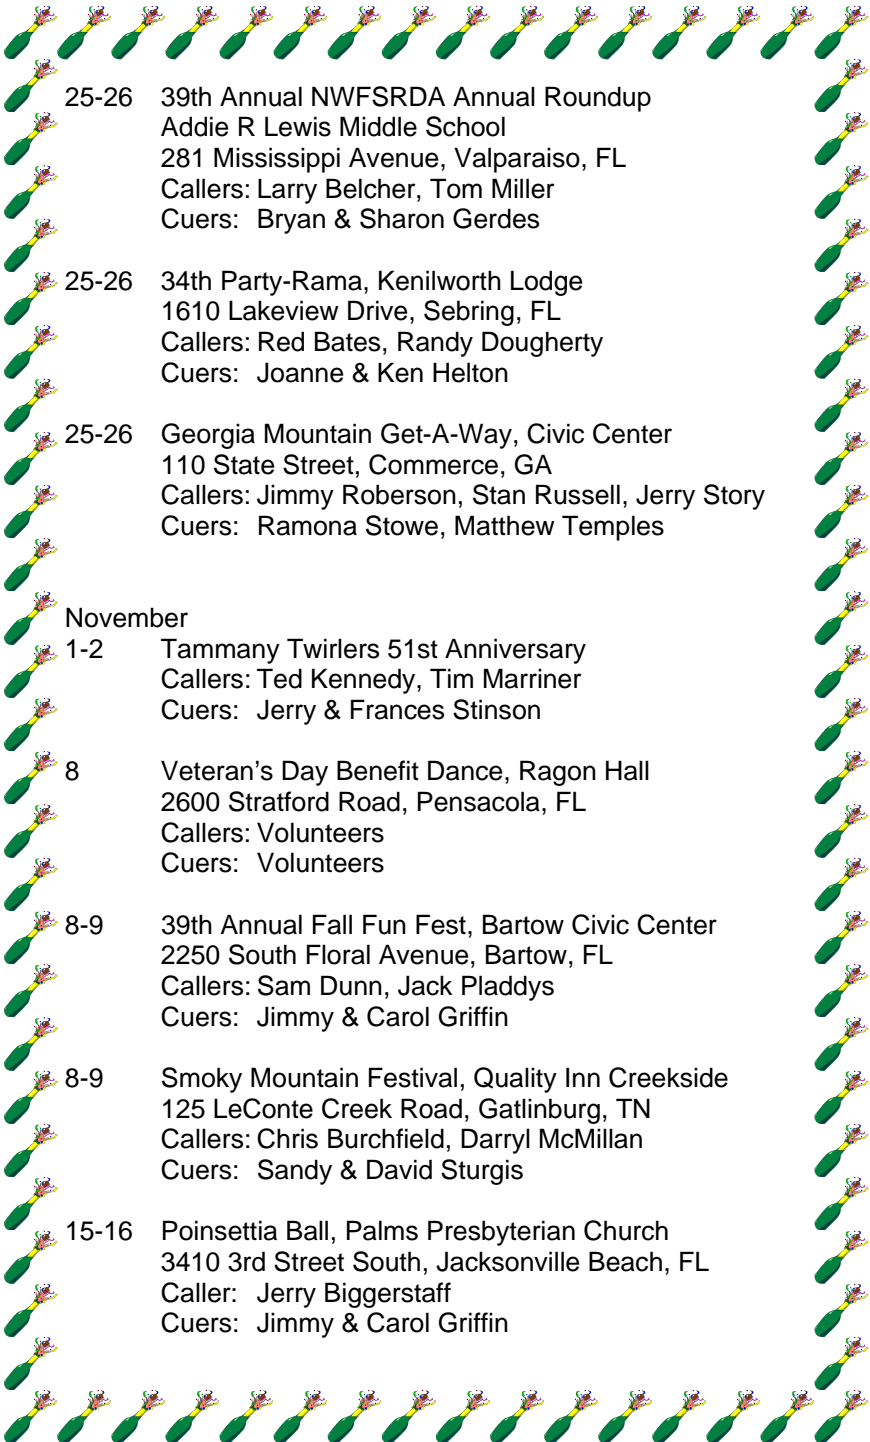 25-26 39th Annual NWFSRDA Annual Roundup
Addie R Lewis Middle School
281 Mississippi Avenue, Valparaiso, FL
Callers: Larry Belcher, Tom Miller
Cuers: Bryan & Sharon Gerdes
25-26 34th Party-Rama, Kenilworth Lodge
1610 Lakeview Drive, Sebring, FL
Callers: Red Bates, Randy Dougherty
Cuers: Joanne & Ken Helton
25-26 Georgia Mountain Get-A-Way, Civic Center
110 State Street, Commerce, GA
Callers: Jimmy Roberson, Stan Russell, Jerry Story
Cuers: Ramona Stowe, Matthew Temples
November
1-2 Tammany Twirlers 51st Anniversary
Callers: Ted Kennedy, Tim Marriner
Cuers: Jerry & Frances Stinson
8 Veteran's Day Benefit Dance, Ragon Hall
2600 Stratford Road, Pensacola, FL
Callers: Volunteers
Cuers: Volunteers
8-9 39th Annual Fall Fun Fest, Bartow Civic Center
2250 South Floral Avenue, Bartow, FL
Callers: Sam Dunn, Jack Pladdys
Cuers: Jimmy & Carol Griffin
8-9 Smoky Mountain Festival, Quality Inn Creekside
125 LeConte Creek Road, Gatlinburg, TN
Callers: Chris Burchfield, Darryl McMillan
Cuers: Sandy & David Sturgis
15-16 Poinsettia Ball, Palms Presbyterian Church
3410 3rd Street South, Jacksonville Beach, FL
Caller: Jerry Biggerstaff
Cuers: Jimmy & Carol Griffin